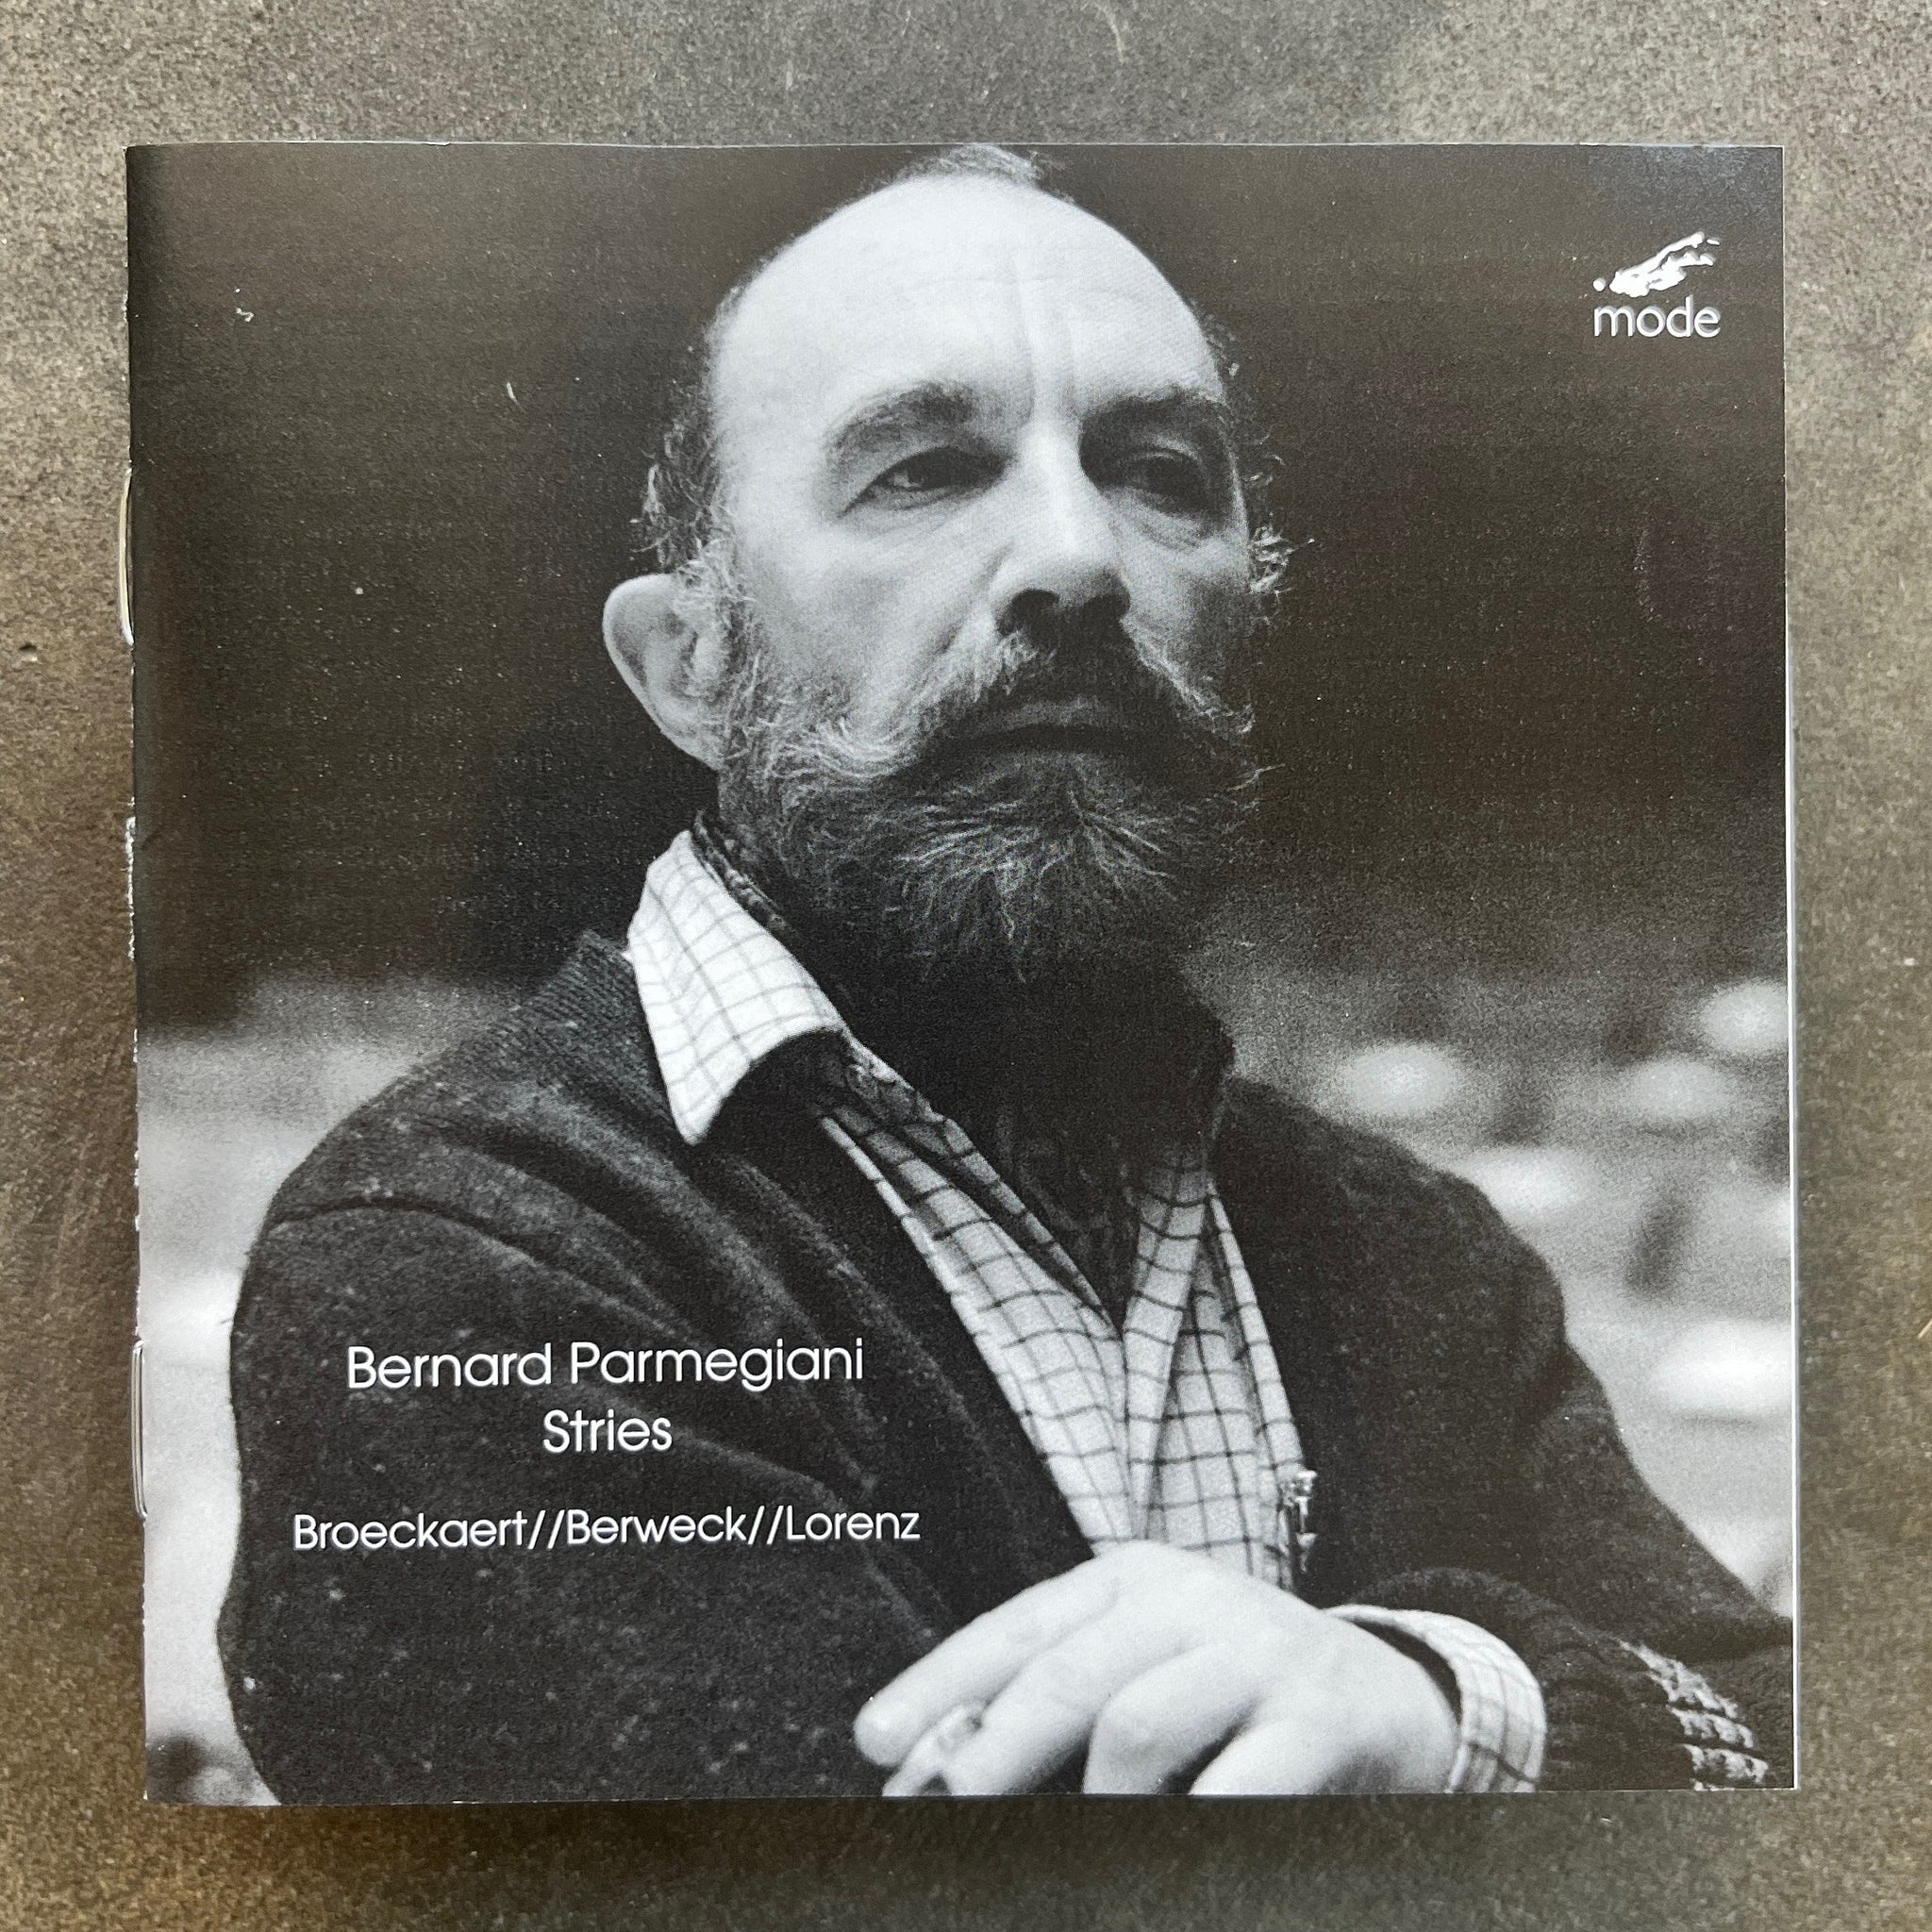 mode
Bernard Parmegiani
Stries
Broeckaert//Berweck//Lorenz